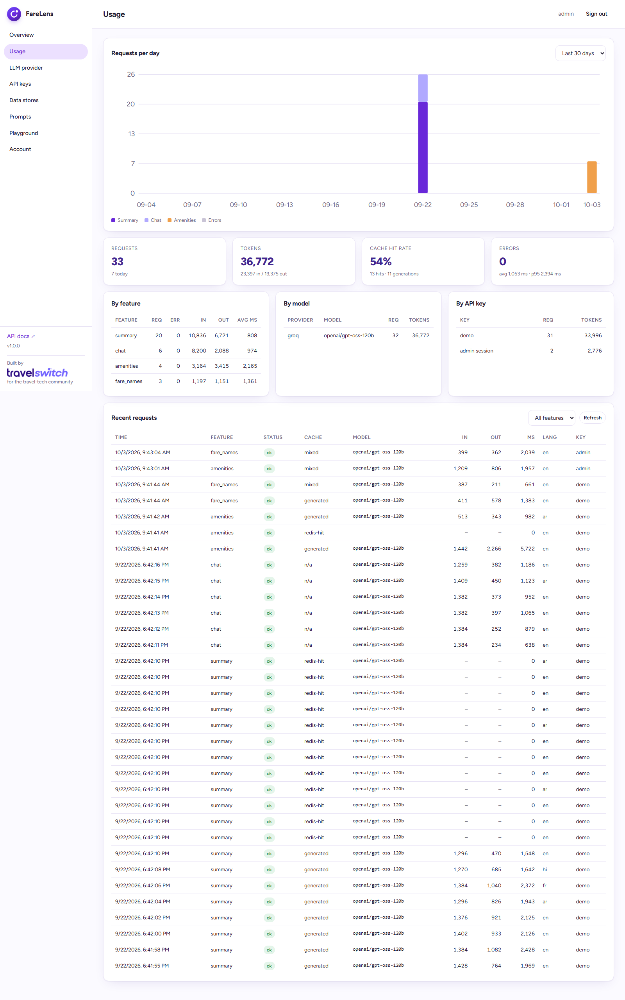 FareLens
Overview
Usage
LLM provider
API keys
Data stores
Prompts
Playground
Account
API docs ↗
v1.0.0
Built by
travelswitch
for the travel-tech community
Usage
admin Sign out
Requests per day Last 30 days
26
20
13
7
0
09-04 09-07 09-10 09-13 09-16 09-19 09-22 09-25 09-28 10-01 10-03
Summary Chat Amenities Errors
REQUESTS
33
7 today
TOKENS
36,772
23,397 in / 13,375 out
CACHE HIT RATE
54%
13 hits · 11 generations
ERRORS
0
avg 1,053 ms · p95 2,394 ms
By feature
FEATURE REQ ERR IN OUT AVG MS
summary 20 0 10,836 6,721 808
chat 6 0 8,200 2,088 974
amenities 4 0 3,164 3,415 2,165
fare_names 3 0 1,197 1,151 1,361
By model
PROVIDER MODEL REQ TOKENS
groq openai/gpt-oss-120b 32 36,772
By API key
KEY REQ TOKENS
demo 31 33,996
admin session 2 2,776
Recent requests All features Refresh
TIME FEATURE STATUS CACHE MODEL IN OUT MS LANG KEY
10/3/2026, 9:43:04 AM fare_names ok mixed openai/gpt-oss-120b 399 362 2,039 en admin
10/3/2026, 9:43:01 AM amenities ok mixed openai/gpt-oss-120b 1,209 806 1,957 en admin
10/3/2026, 9:41:44 AM fare_names ok mixed openai/gpt-oss-120b 387 211 661 en demo
10/3/2026, 9:41:44 AM fare_names ok generated openai/gpt-oss-120b 411 578 1,383 en demo
10/3/2026, 9:41:42 AM amenities ok generated openai/gpt-oss-120b 513 343 982 ar demo
10/3/2026, 9:41:41 AM amenities ok redis-hit – – 0 en demo
10/3/2026, 9:41:41 AM amenities ok generated openai/gpt-oss-120b 1,442 2,266 5,722 en demo
9/22/2026, 6:42:16 PM chat ok n/a openai/gpt-oss-120b 1,259 382 1,186 en demo
9/22/2026, 6:42:15 PM chat ok n/a openai/gpt-oss-120b 1,409 450 1,123 ar demo
9/22/2026, 6:42:14 PM chat ok n/a openai/gpt-oss-120b 1,382 373 952 en demo
9/22/2026, 6:42:13 PM chat ok n/a openai/gpt-oss-120b 1,382 397 1,065 en demo
9/22/2026, 6:42:12 PM chat ok n/a openai/gpt-oss-120b 1,384 252 879 en demo
9/22/2026, 6:42:11 PM chat ok n/a openai/gpt-oss-120b 1,384 234 638 en demo
9/22/2026, 6:42:10 PM summary ok redis-hit openai/gpt-oss-120b – – 0 ar demo
9/22/2026, 6:42:10 PM summary ok redis-hit openai/gpt-oss-120b – – 0 en demo
9/22/2026, 6:42:10 PM summary ok redis-hit openai/gpt-oss-120b – – 0 en demo
9/22/2026, 6:42:10 PM summary ok redis-hit openai/gpt-oss-120b – – 0 en demo
9/22/2026, 6:42:10 PM summary ok redis-hit openai/gpt-oss-120b – – 0 ar demo
9/22/2026, 6:42:10 PM summary ok redis-hit openai/gpt-oss-120b – – 0 en demo
9/22/2026, 6:42:10 PM summary ok redis-hit openai/gpt-oss-120b – – 0 en demo
9/22/2026, 6:42:10 PM summary ok redis-hit openai/gpt-oss-120b – – 0 en demo
9/22/2026, 6:42:10 PM summary ok redis-hit openai/gpt-oss-120b – – 0 ar demo
9/22/2026, 6:42:10 PM summary ok redis-hit openai/gpt-oss-120b – – 0 en demo
9/22/2026, 6:42:10 PM summary ok redis-hit openai/gpt-oss-120b – – 0 en demo
9/22/2026, 6:42:10 PM summary ok redis-hit openai/gpt-oss-120b – – 0 en demo
9/22/2026, 6:42:10 PM summary ok generated openai/gpt-oss-120b 1,296 470 1,548 en demo
9/22/2026, 6:42:08 PM summary ok generated openai/gpt-oss-120b 1,270 685 1,642 hi demo
9/22/2026, 6:42:06 PM summary ok generated openai/gpt-oss-120b 1,384 1,040 2,372 fr demo
9/22/2026, 6:42:04 PM summary ok generated openai/gpt-oss-120b 1,296 826 1,943 ar demo
9/22/2026, 6:42:02 PM summary ok generated openai/gpt-oss-120b 1,376 921 2,125 en demo
9/22/2026, 6:42:00 PM summary ok generated openai/gpt-oss-120b 1,402 933 2,126 en demo
9/22/2026, 6:41:58 PM summary ok generated openai/gpt-oss-120b 1,384 1,082 2,428 en demo
9/22/2026, 6:41:55 PM summary ok generated openai/gpt-oss-120b 1,428 764 1,969 en demo